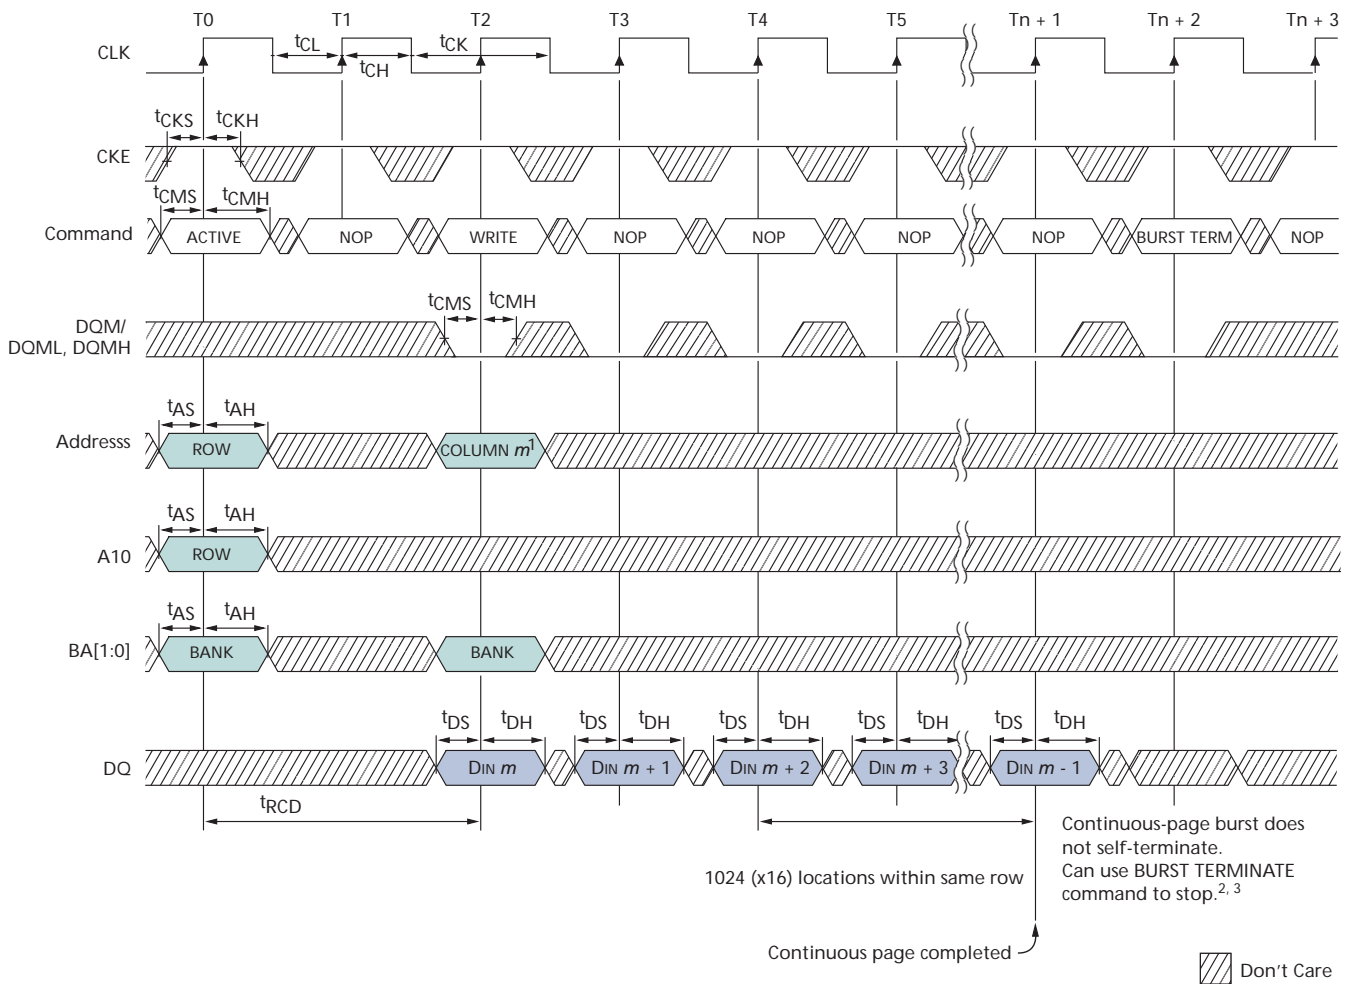 T0 T1 T2 T3 T4 T5 Tn + 1 Tn + 2 Tn + 3
CLK
tCL tCK
tCH
tCKS tCKH
CKE
tCMS tCMH
Command ACTIVE NOP WRITE NOP NOP NOP NOP BURST TERM NOP
tCMS tCMH
DQM/
DQML, DQMH
tAS tAH
Addresss ROW COLUMN m1
tAS tAH
A10 ROW
tAS tAH
BA[1:0] BANK BANK
tDS tDH tDS tDH tDS tDH tDS tDH tDS tDH
DQ DIN m DIN m + 1 DIN m + 2 DIN m + 3 DIN m - 1
tRCD
Continuous-page burst does
not self-terminate.
Can use BURST TERMINATE
command to stop.2, 3
1024 (x16) locations within same row
Continuous page completed
Don't Care